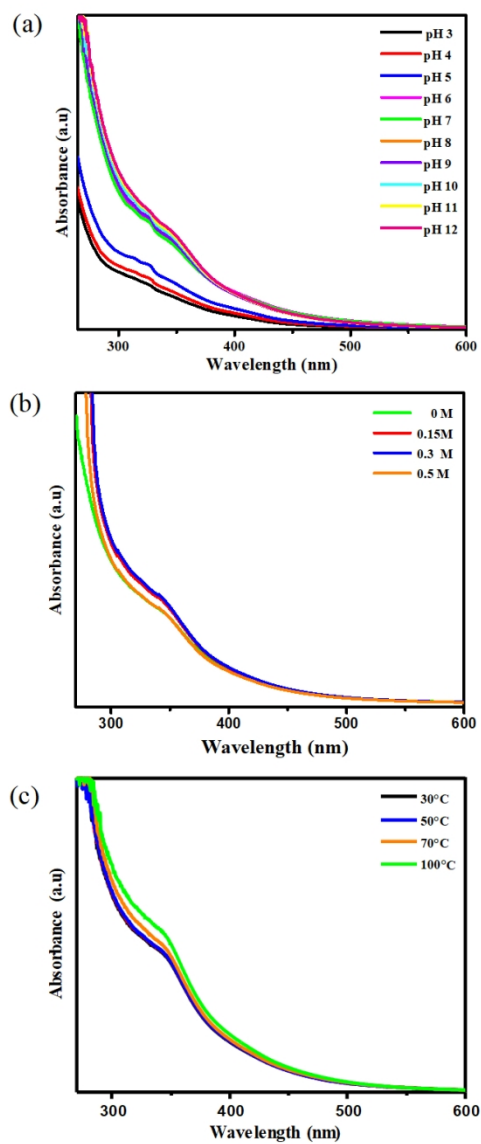 (a)
pH 3
pH 4
pH 5
pH 6
pH 7
pH 8
pH 9
pH 10
pH 11
pH 12
Absorbance (a.u)
300 400 500 600
Wavelength (nm)
(b)
0 M
0.15M
0.3 M
0.5 M
Absorbance (a.u)
300 400 500 600
Wavelength (nm)
(c)
30°C
50°C
70°C
100°C
Absorbance (a.u)
300 400 500 600
Wavelength (nm)